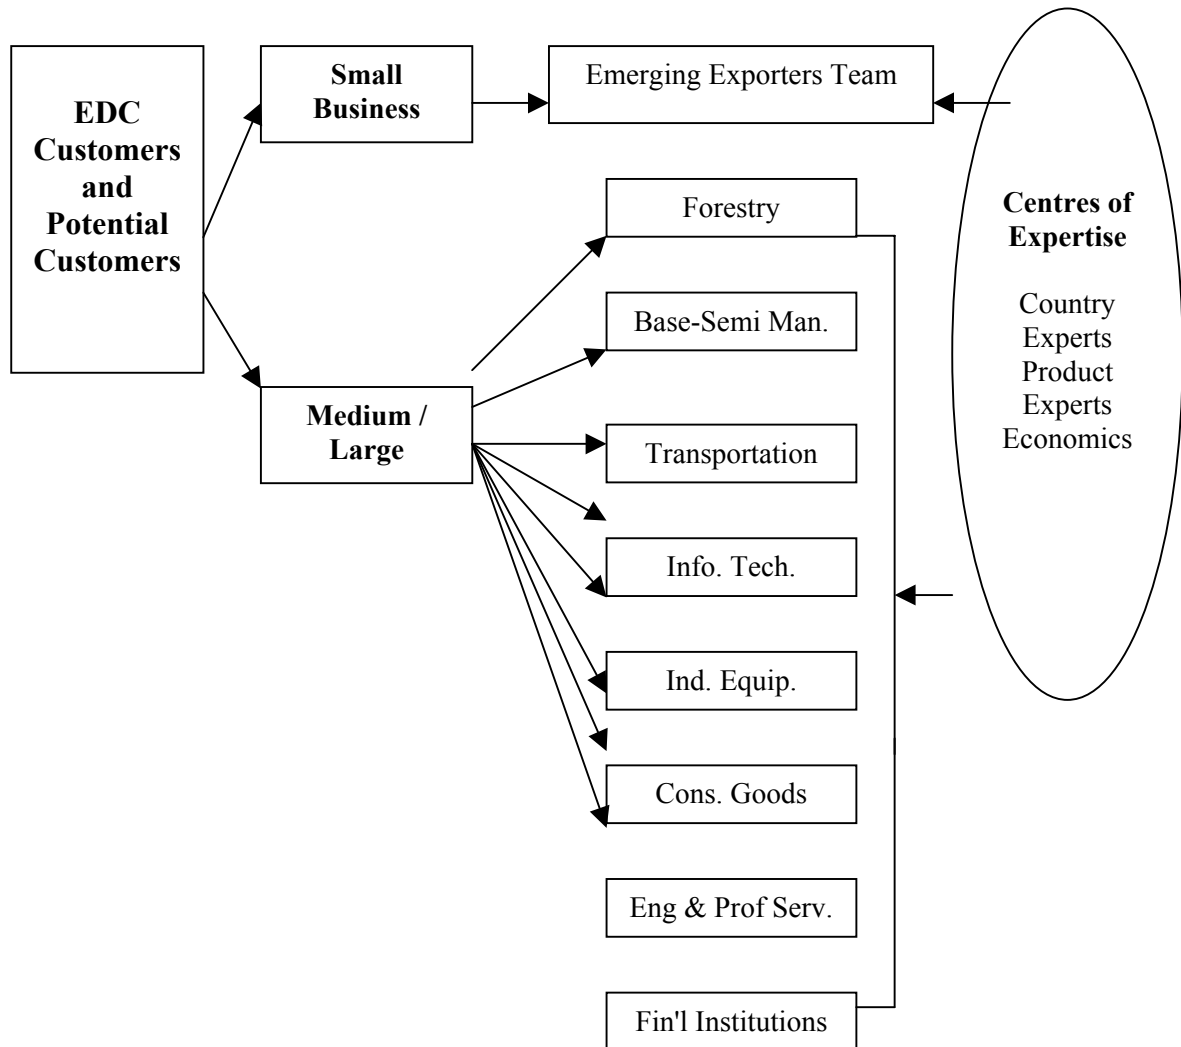 EDC
Customers
and
Potential
Customers
Small
Business
Emerging Exporters Team
Medium /
Large
Forestry
Base-Semi Man.
Transportation
Info. Tech.
Ind. Equip.
Cons. Goods
Eng & Prof Serv.
Fin'l Institutions
Centres of
Expertise
Country
Experts
Product
Experts
Economics